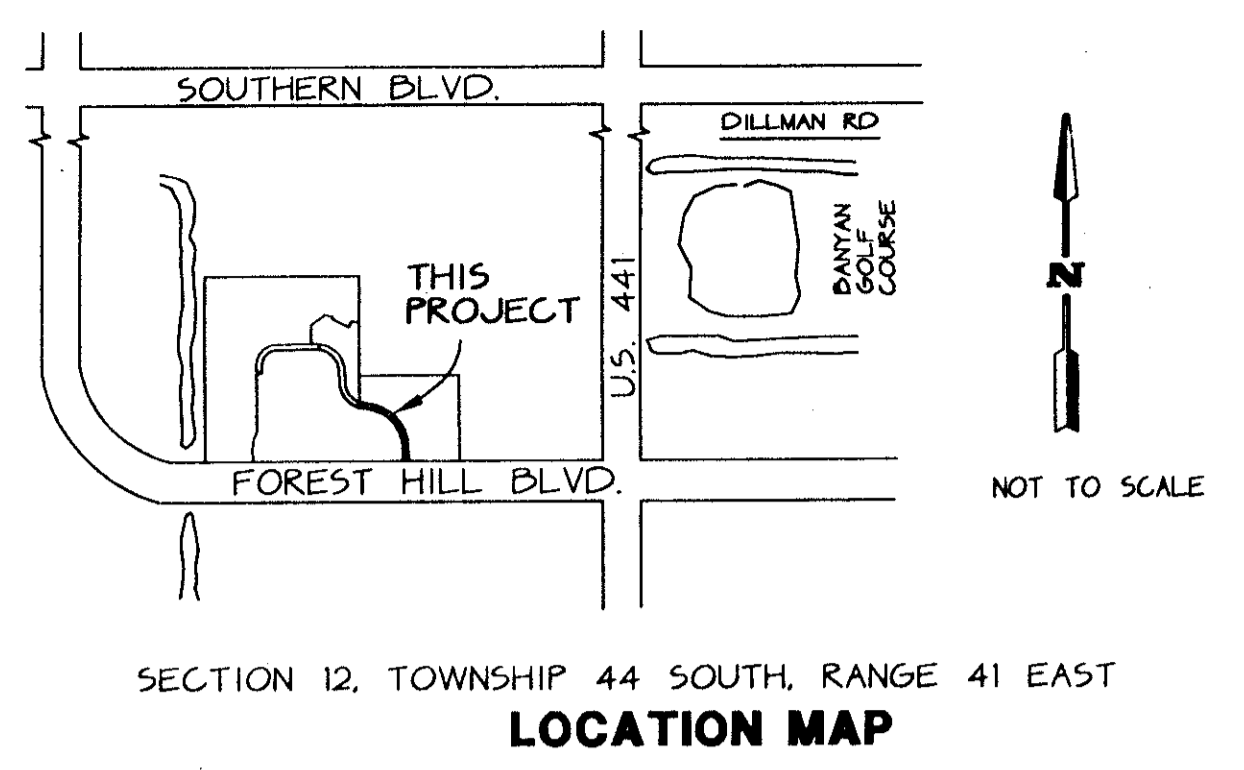 SOUTHERN BLVD.
DILLMAN RD
BANYAN
GOLF
COURSE
THIS
PROJECT
U.S. 441
N
FOREST HILL BLVD.
NOT TO SCALE
SECTION 12, TOWNSHIP 44 SOUTH, RANGE 41 EAST
LOCATION MAP